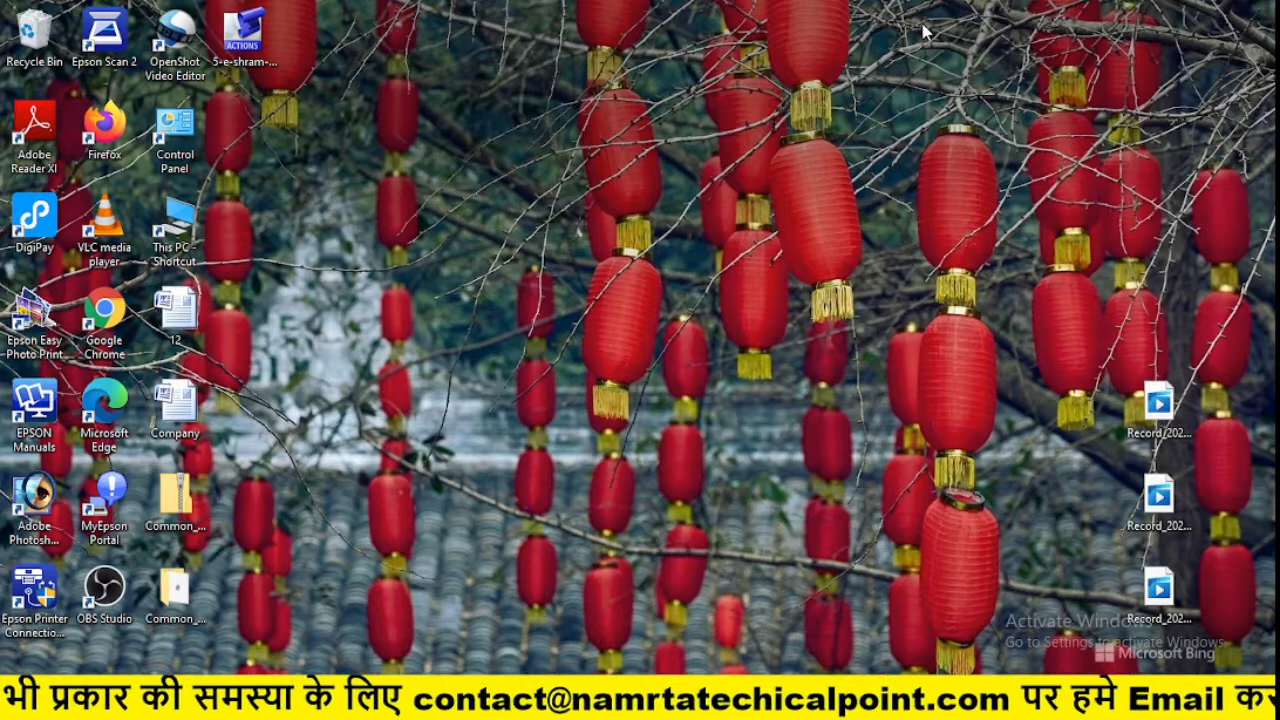 Recycle Bin
Epson Scan 2
OpenShot
Video Editor
5-e-shram-...
ACTIONS
Adobe
Reader XI
Firefox
Control
Panel
DigiPay
VLC media
player
This PC -
Shortcut
Epson Easy
Photo Print
Google
Chrome
12
EPSON
Manuals
Microsoft
Edge
Company
Adobe
Photosh...
MyEpson
Portal
Common_...
Epson Printer
Connectio...
OBS Studio
Common_...
Record_202...
Record_202...
Record_202...
Activate Windows
Go to Settings to activate Windows.
Microsoft Bing
भी प्रकार की समस्या के लिए contact@namrtatechicalpoint.com पर हमे Email